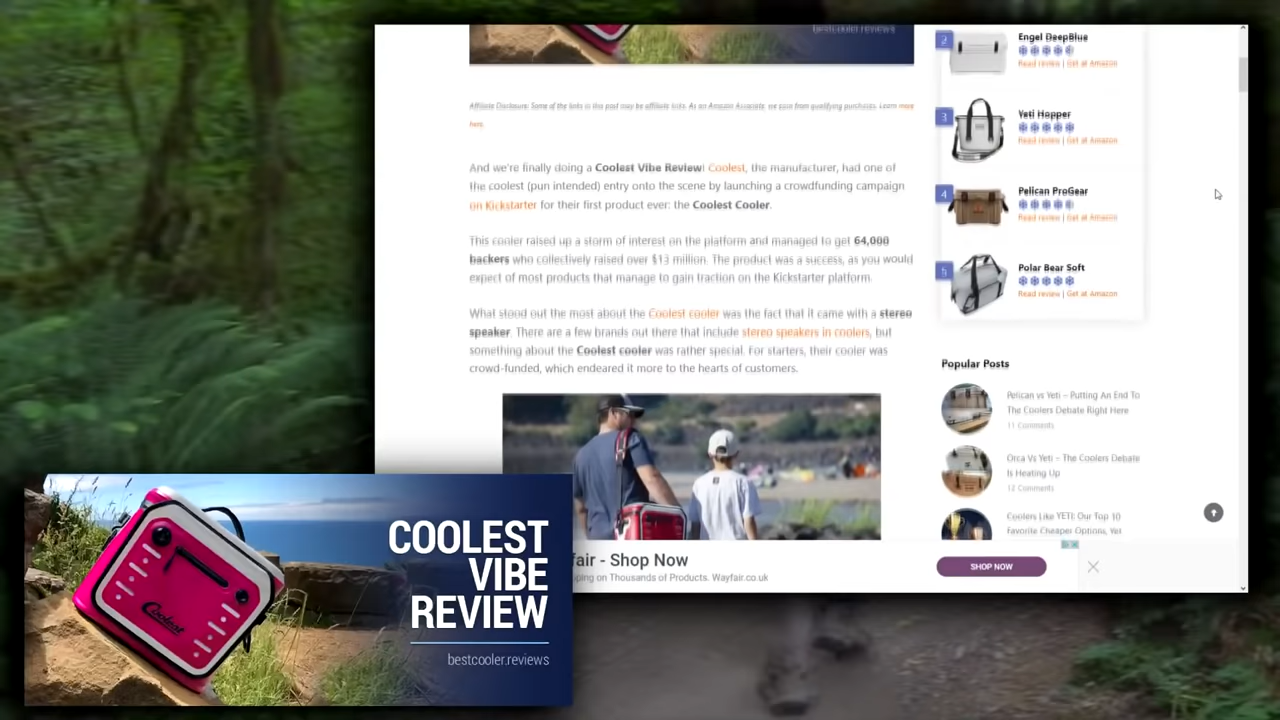 bestcooler.reviews
Affiliate Disclosure: Some of the links in this post may be affiliate links. As an Amazon Associate, we earn from qualifying purchases. Learn more
here.
And we're finally doing a Coolest Vibe Review! Coolest, the manufacturer, had one of
the coolest (pun intended) entry onto the scene by launching a crowdfunding campaign
on Kickstarter for their first product ever: the Coolest Cooler.
This cooler raised up a storm of interest on the platform and managed to get 64,000
backers who collectively raised over $13 million. The product was a success, as you would
expect of most products that manage to gain traction on the Kickstarter platform.
What stood out the most about the Coolest cooler was the fact that it came with a stereo
speaker. There are a few brands out there that include stereo speakers in coolers, but
something about the Coolest cooler was rather special. For starters, their cooler was
crowd-funded, which endeared it more to the hearts of customers.
2
Engel DeepBlue
Read review | Get at Amazon
3
Yeti Hopper
Read review | Get at Amazon
4
Pelican ProGear
Read review | Get at Amazon
5
Polar Bear Soft
Read review | Get at Amazon
Popular Posts
Pelican vs Yeti – Putting An End To
The Coolers Debate Right Here
11 Comments
Orca Vs Yeti – The Coolers Debate
Is Heating Up
12 Comments
Coolers Like YETI: Our Top 10
Favorite Cheaper Options, Yet
fair - Shop Now
ping on Thousands of Products. Wayfair.co.uk
SHOP NOW
Coolest
COOLEST
VIBE
REVIEW
bestcooler.reviews